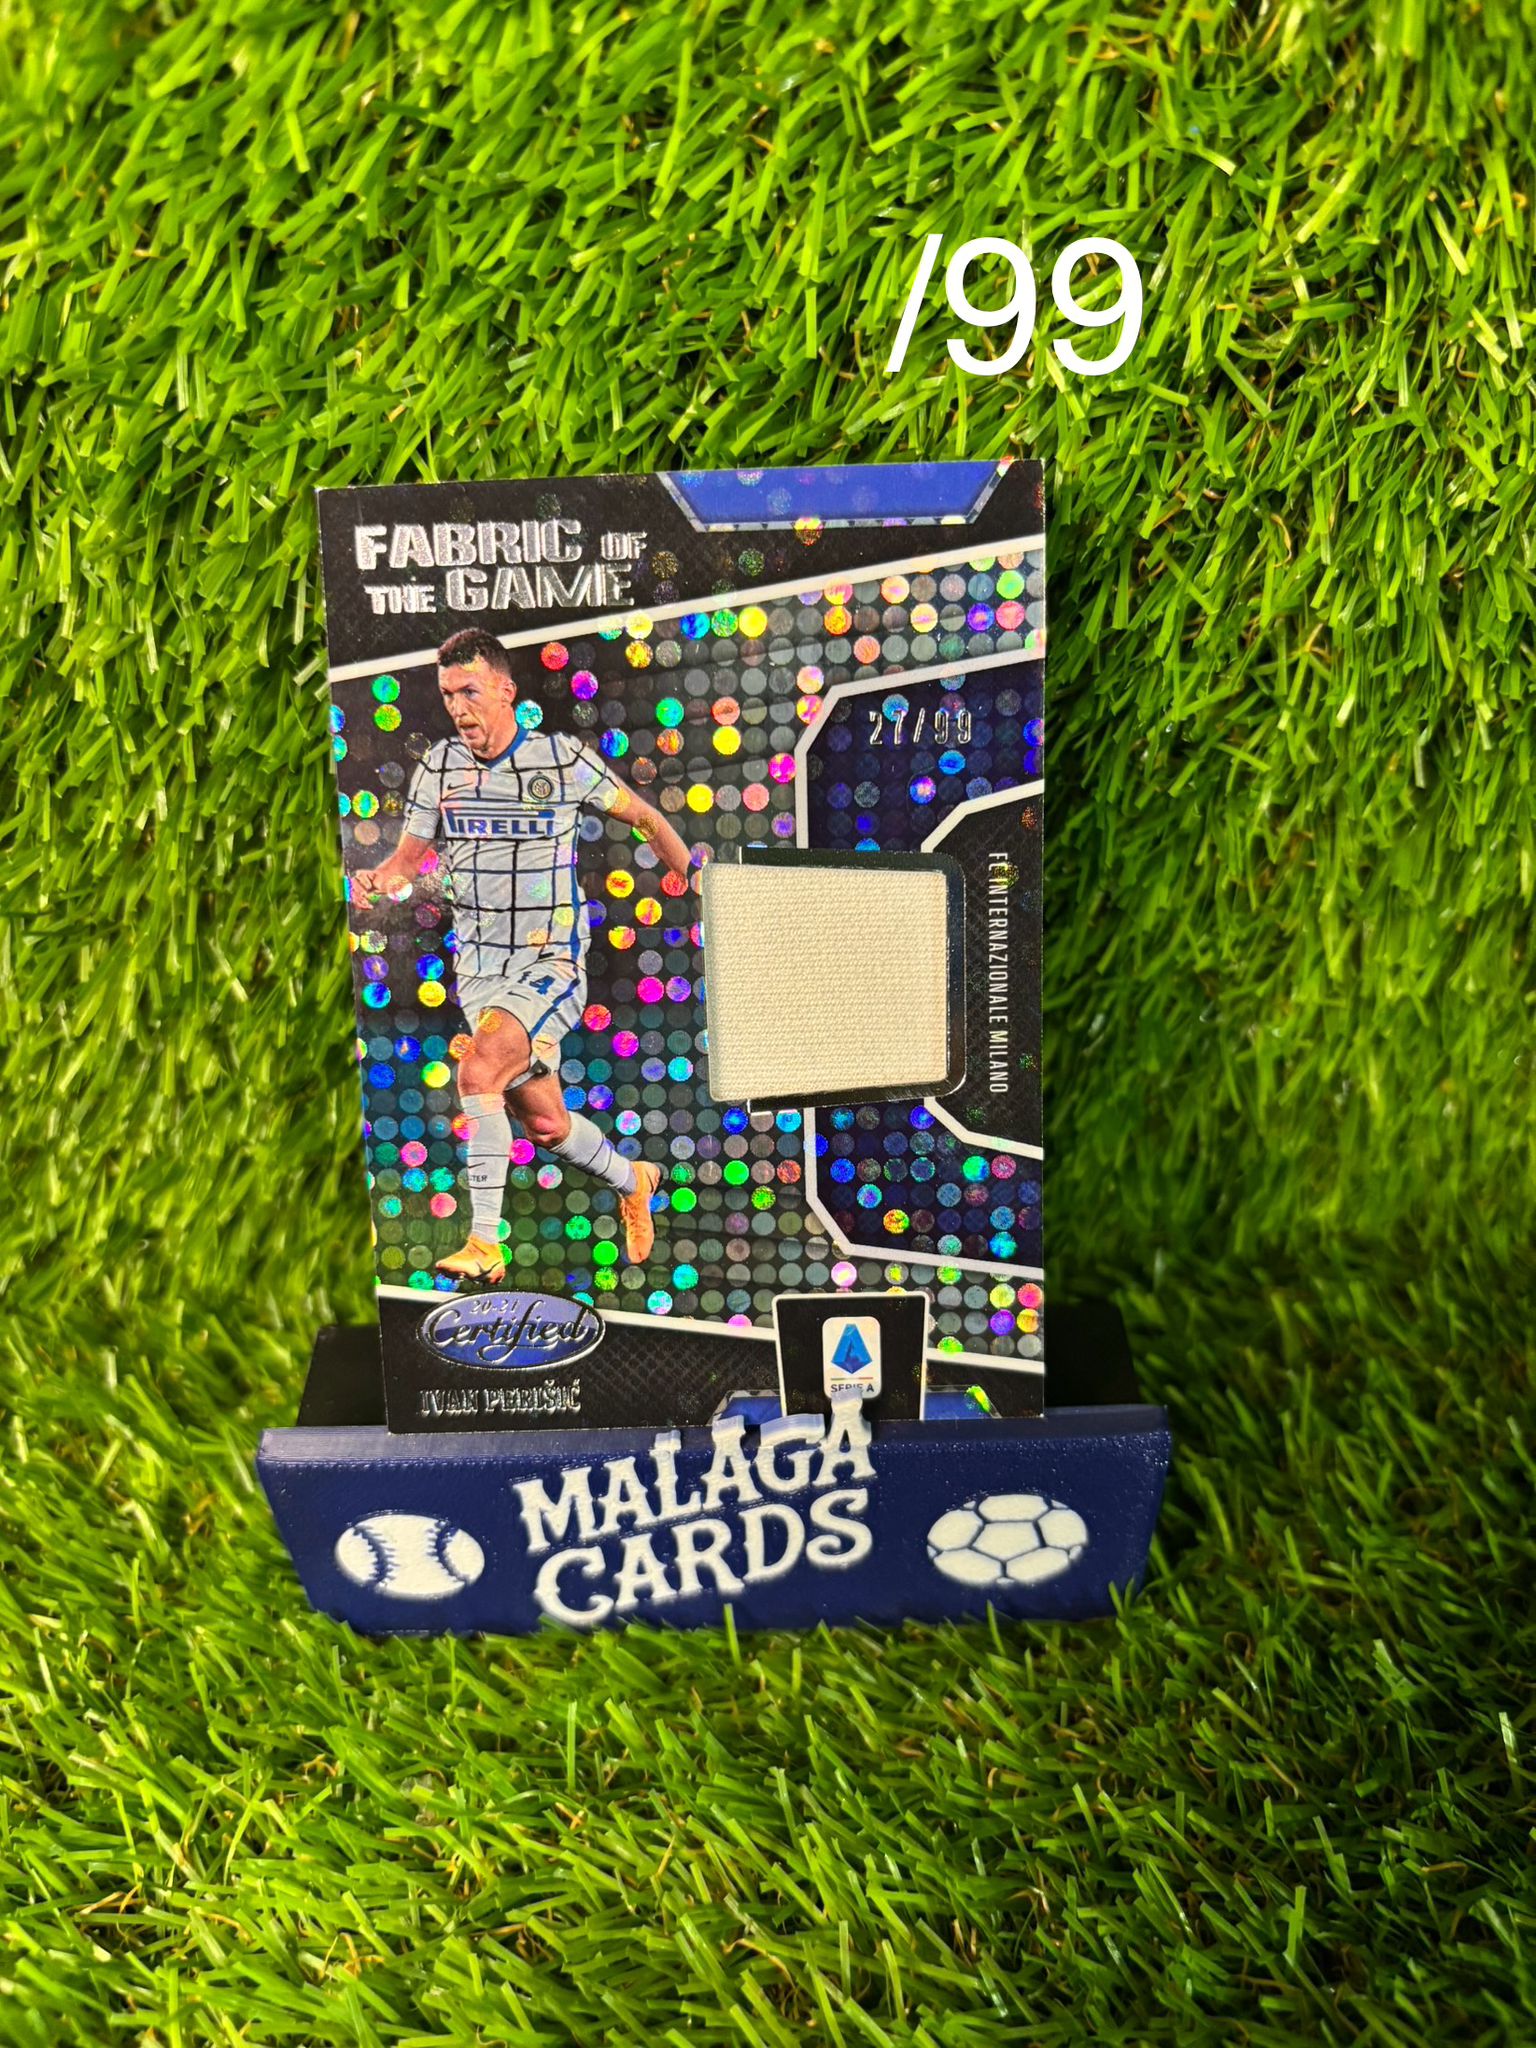 /99
FABRIC OF
THE GAME
27/99
PIRELLI
14
FC INTERNAZIONALE MILANO
20-21
Certified
IVAN PERIŠIĆ
SERIE A
MALAGA
CARDS